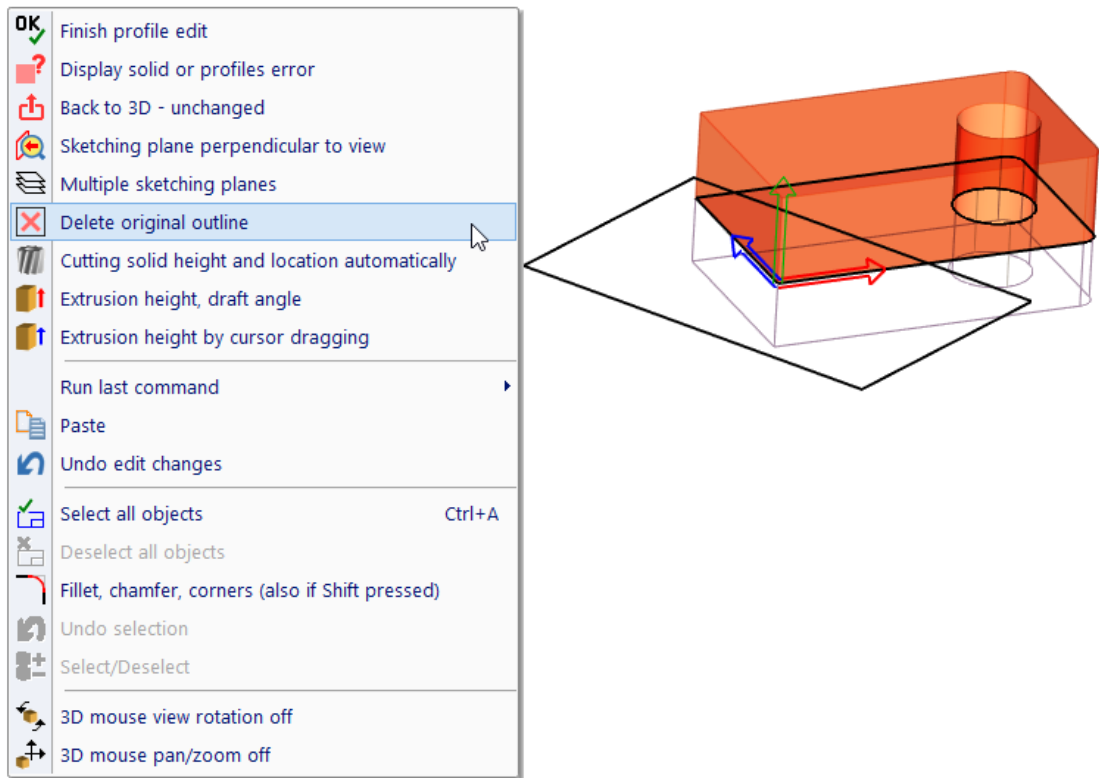 OK
Finish profile edit
?
Display solid or profiles error
Back to 3D - unchanged
Sketching plane perpendicular to view
Multiple sketching planes
Delete original outline
Cutting solid height and location automatically
Extrusion height, draft angle
Extrusion height by cursor dragging
Run last command
Paste
Undo edit changes
Select all objects Ctrl+A
Deselect all objects
Fillet, chamfer, corners (also if Shift pressed)
Undo selection
Select/Deselect
3D mouse view rotation off
3D mouse pan/zoom off